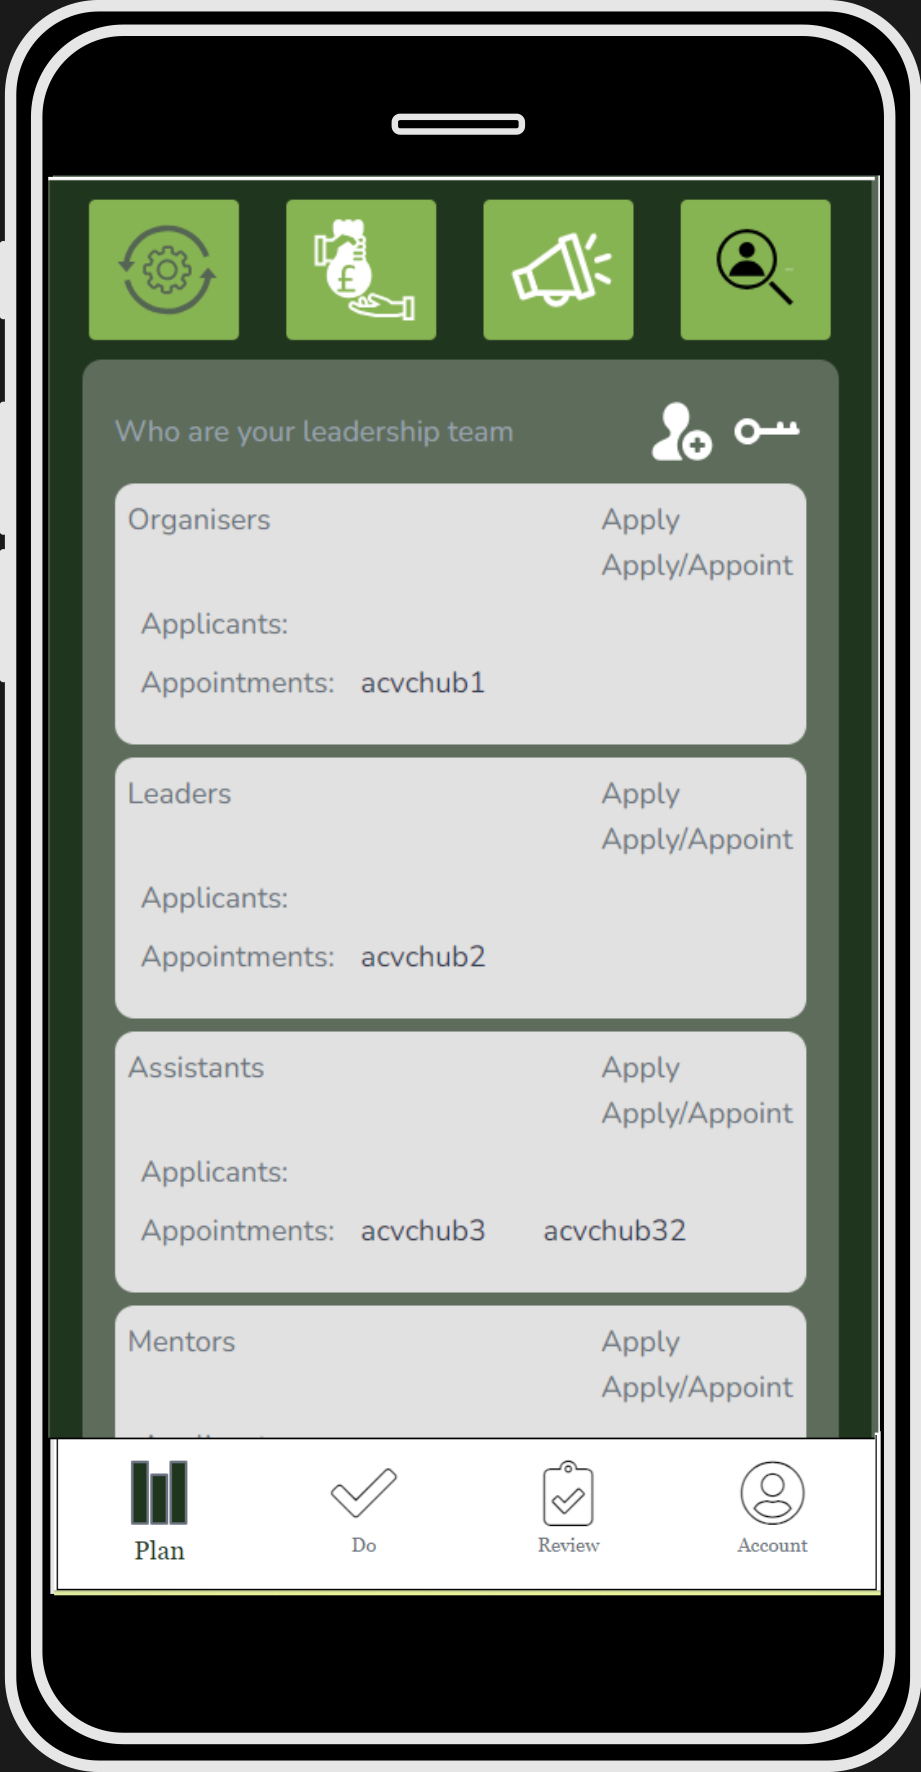 £
Who are your leadership team
Organisers Apply
Apply/Appoint
Applicants:
Appointments: acvchub1
Leaders Apply
Apply/Appoint
Applicants:
Appointments: acvchub2
Assistants Apply
Apply/Appoint
Applicants:
Appointments: acvchub3 acvchub32
Mentors Apply
Apply/Appoint
Plan Do Review Account